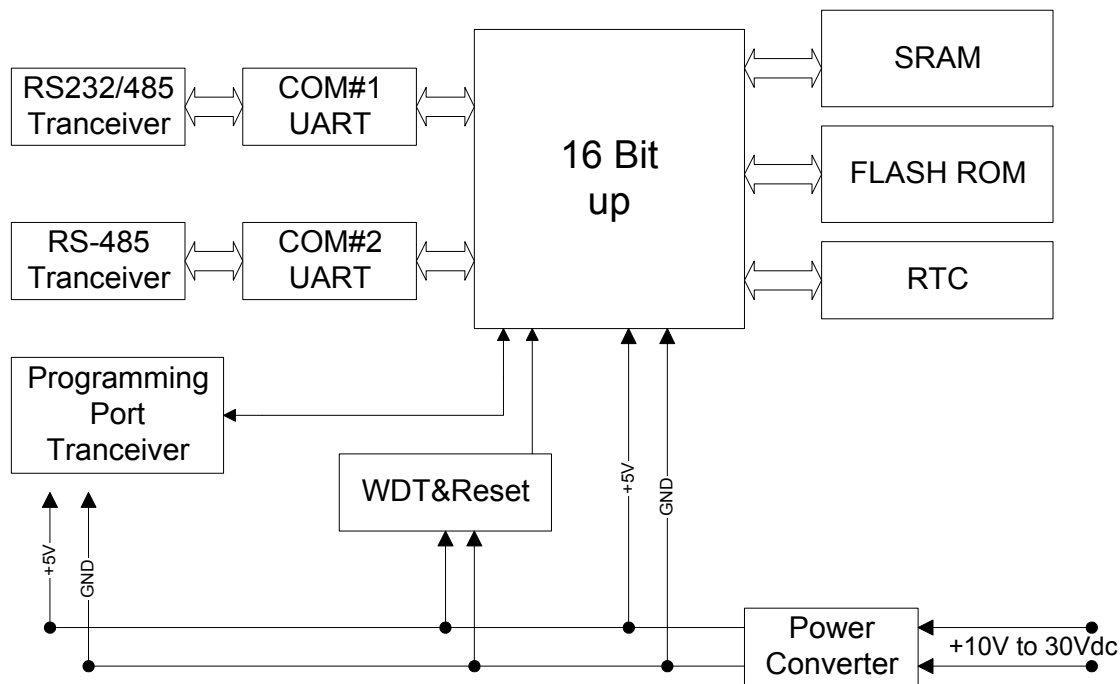 RS232/485
Tranceiver
COM#1
UART
16 Bit
up
SRAM
FLASH ROM
RS-485
Tranceiver
COM#2
UART
RTC
Programming
Port
Tranceiver
WDT&Reset
+5V
GND
+5V
GND
Power
Converter
+10V to 30Vdc